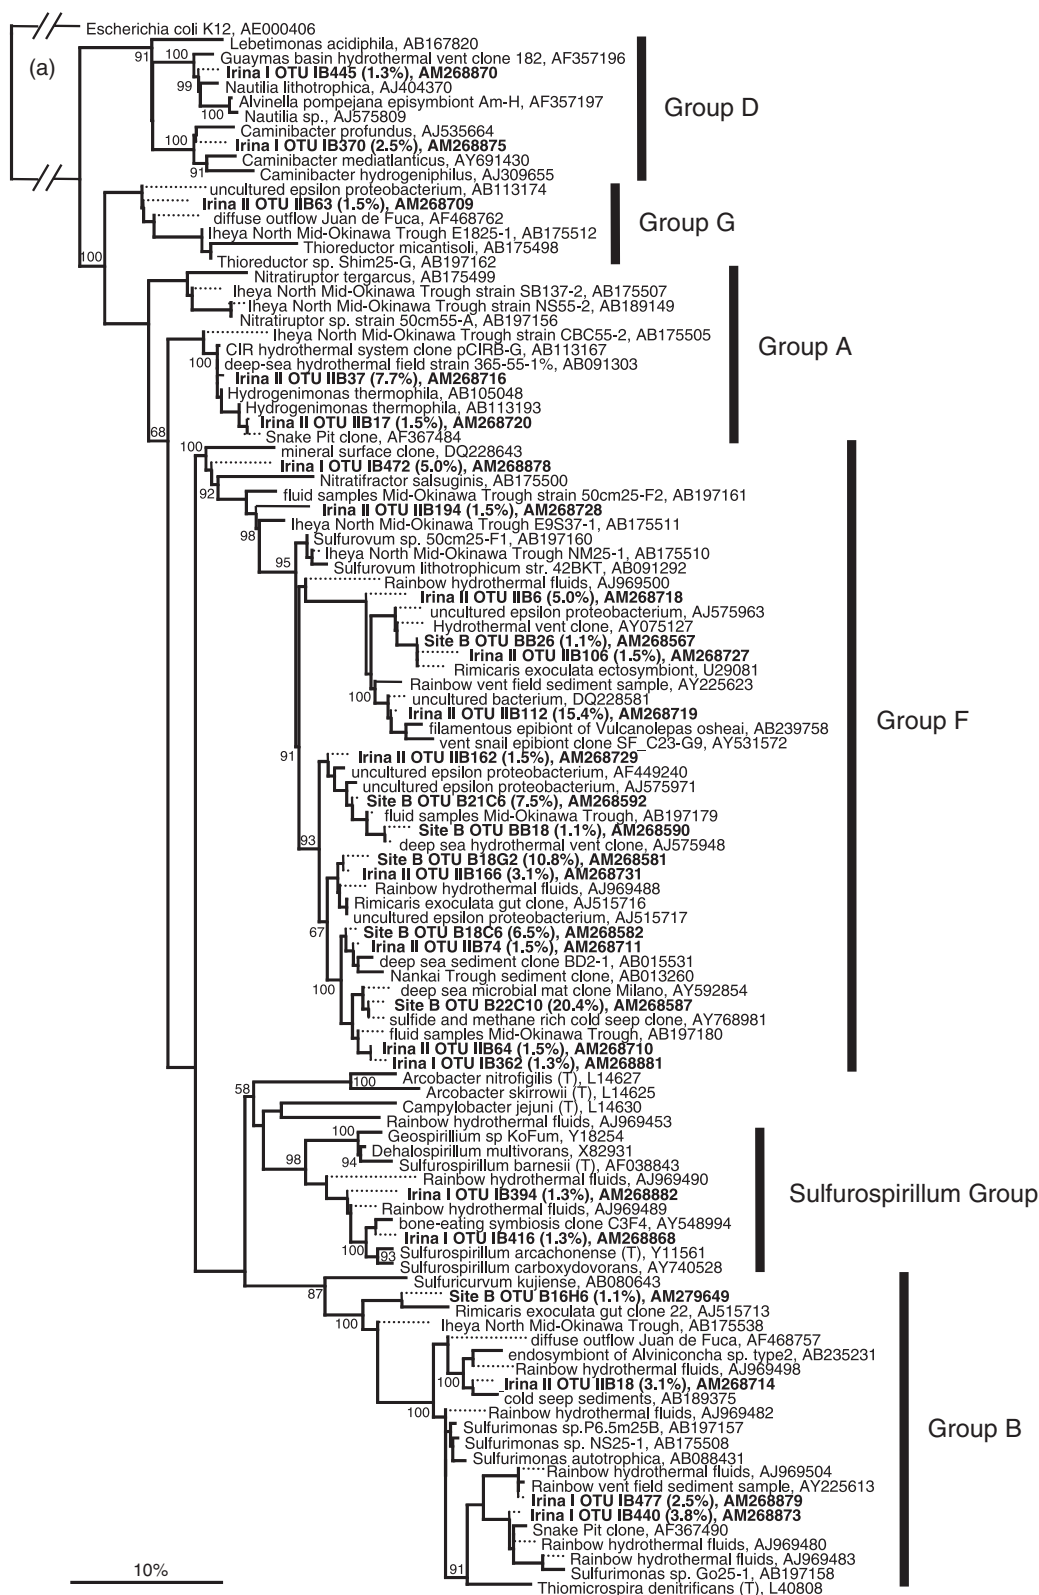 Escherichia coli K12, AE000406
(a)
Lebetimonas acidiphila, AB167820
91
100
Guaymas basin hydrothermal vent clone 182, AF357196
Irina I OTU IB445 (1.3%), AM268870
99
Nautilia lithotrophica, AJ404370
Alvinella pompejana episymbiont Am-H, AF357197
100
Nautilia sp., AJ575809
Group D
Caminibacter profundus, AJ535664
100
Irina I OTU IB370 (2.5%), AM268875
Caminibacter mediatlanticus, AY691430
91
Caminibacter hydrogeniphilus, AJ309655
uncultured epsilon proteobacterium, AB113174
Irina II OTU IIB63 (1.5%), AM268709
diffuse outflow Juan de Fuca, AF468762
Group G
Iheya North Mid-Okinawa Trough E1825-1, AB175512
Thioreductor micantisoli, AB175498
100
Thioreductor sp. Shim25-G, AB197162
Nitratiruptor tergarcus, AB175499
Iheya North Mid-Okinawa Trough strain SB137-2, AB175507
Iheya North Mid-Okinawa Trough strain NS55-2, AB189149
Nitratiruptor sp. strain 50cm55-A, AB197156
Iheya North Mid-Okinawa Trough strain CBC55-2, AB175505
Group A
CIR hydrothermal system clone pCIRB-G, AB113167
100
deep-sea hydrothermal field strain 365-55-1%, AB091303
Irina II OTU IIB37 (7.7%), AM268716
Hydrogenimonas thermophila, AB105048
Hydrogenimonas thermophila, AB113193
Irina II OTU IIB17 (1.5%), AM268720
68
Snake Pit clone, AF367484
100
mineral surface clone, DQ228643
Irina I OTU IB472 (5.0%), AM268878
Nitratifractor salsuginis, AB175500
92
fluid samples Mid-Okinawa Trough strain 50cm25-F2, AB197161
Irina II OTU IIB194 (1.5%), AM268728
Iheya North Mid-Okinawa Trough E9S37-1, AB175511
98
Sulfurovum sp. 50cm25-F1, AB197160
Iheya North Mid-Okinawa Trough NM25-1, AB175510
95
Sulfurovum lithotrophicum str. 42BKT, AB091292
Rainbow hydrothermal fluids, AJ969500
Irina II OTU IIB6 (5.0%), AM268718
uncultured epsilon proteobacterium, AJ575963
Hydrothermal vent clone, AY075127
Site B OTU BB26 (1.1%), AM268567
Irina II OTU IIB106 (1.5%), AM268727
Rimicaris exoculata ectosymbiont, U29081
Rainbow vent field sediment sample, AY225623
100
uncultured bacterium, DQ228581
Irina II OTU IIB112 (15.4%), AM268719
Group F
filamentous epibiont of Vulcanolepas osheai, AB239758
vent snail epibiont clone SF_C23-G9, AY531572
91
Irina II OTU IIB162 (1.5%), AM268729
uncultured epsilon proteobacterium, AF449240
uncultured epsilon proteobacterium, AJ575971
Site B OTU B21C6 (7.5%), AM268592
fluid samples Mid-Okinawa Trough, AB197179
Site B OTU BB18 (1.1%), AM268590
93
deep sea hydrothermal vent clone, AJ575948
Site B OTU B18G2 (10.8%), AM268581
Irina II OTU IIB166 (3.1%), AM268731
Rainbow hydrothermal fluids, AJ969488
Rimicaris exoculata gut clone, AJ515716
uncultured epsilon proteobacterium, AJ515717
67
Site B OTU B18C6 (6.5%), AM268582
Irina II OTU IIB74 (1.5%), AM268711
deep sea sediment clone BD2-1, AB015531
Nankai Trough sediment clone, AB013260
100
deep sea microbial mat clone Milano, AY592854
Site B OTU B22C10 (20.4%), AM268587
sulfide and methane rich cold seep clone, AY768981
fluid samples Mid-Okinawa Trough, AB197180
Irina II OTU IIB64 (1.5%), AM268710
Irina I OTU IB362 (1.3%), AM268881
Arcobacter nitrofigilis (T), L14627
58
100
Arcobacter skirrowii (T), L14625
Campylobacter jejuni (T), L14630
Rainbow hydrothermal fluids, AJ969453
100
Geospirillium sp KoFum, Y18254
Dehalospirillum multivorans, X82931
98
94
Sulfurospirillum barnesii (T), AF038843
Rainbow hydrothermal fluids, AJ969490
Irina I OTU IB394 (1.3%), AM268882
Sulfurospirillum Group
Rainbow hydrothermal fluids, AJ969489
bone-eating symbiosis clone C3F4, AY548994
Irina I OTU IB416 (1.3%), AM268868
100
93
Sulfurospirillum arcachonense (T), Y11561
Sulfurospirillum carboxydovorans, AY740528
Sulfuricurvum kujiense, AB080643
87
Site B OTU B16H6 (1.1%), AM279649
Rimicaris exoculata gut clone 22, AJ515713
100
Iheya North Mid-Okinawa Trough, AB175538
diffuse outflow Juan de Fuca, AF468757
endosymbiont of Alviniconcha sp. type2, AB235231
Rainbow hydrothermal fluids, AJ969498
100
Irina II OTU IIB18 (3.1%), AM268714
cold seep sediments, AB189375
100
Rainbow hydrothermal fluids, AJ969482
Sulfurimonas sp.P6.5m25B, AB197157
Group B
Sulfurimonas sp. NS25-1, AB175508
Sulfurimonas autotrophica, AB088431
Rainbow hydrothermal fluids, AJ969504
Rainbow vent field sediment sample, AY225613
Irina I OTU IB477 (2.5%), AM268879
Irina I OTU IB440 (3.8%), AM268873
Snake Pit clone, AF367490
Rainbow hydrothermal fluids, AJ969480
Rainbow hydrothermal fluids, AJ969483
10%
91
Sulfurimonas sp. Go25-1, AB197158
Thiomicrospira denitrificans (T), L40808